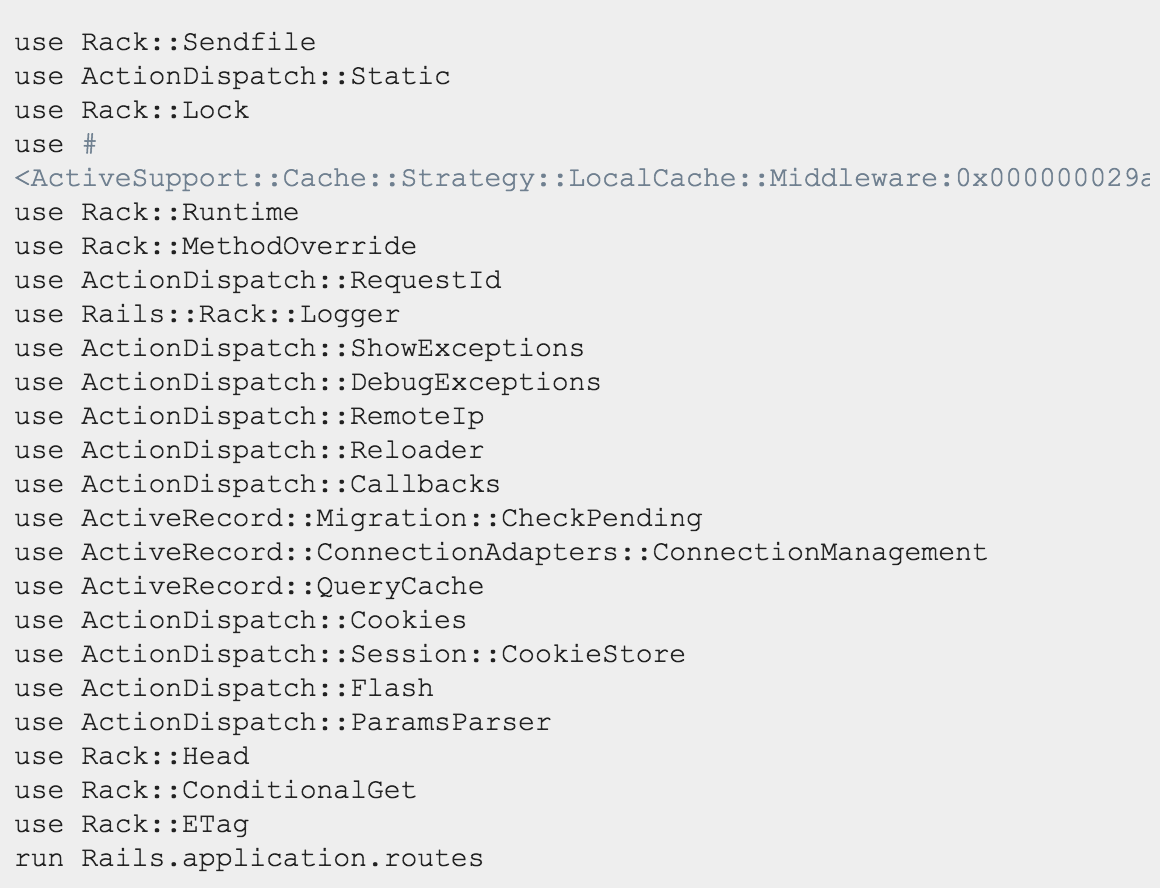 use Rack::Sendfile
use ActionDispatch::Static
use Rack::Lock
use #
<ActiveSupport::Cache::Strategy::LocalCache::Middleware:0x000000029a
use Rack::Runtime
use Rack::MethodOverride
use ActionDispatch::RequestId
use Rails::Rack::Logger
use ActionDispatch::ShowExceptions
use ActionDispatch::DebugExceptions
use ActionDispatch::RemoteIp
use ActionDispatch::Reloader
use ActionDispatch::Callbacks
use ActiveRecord::Migration::CheckPending
use ActiveRecord::ConnectionAdapters::ConnectionManagement
use ActiveRecord::QueryCache
use ActionDispatch::Cookies
use ActionDispatch::Session::CookieStore
use ActionDispatch::Flash
use ActionDispatch::ParamsParser
use Rack::Head
use Rack::ConditionalGet
use Rack::ETag
run Rails.application.routes